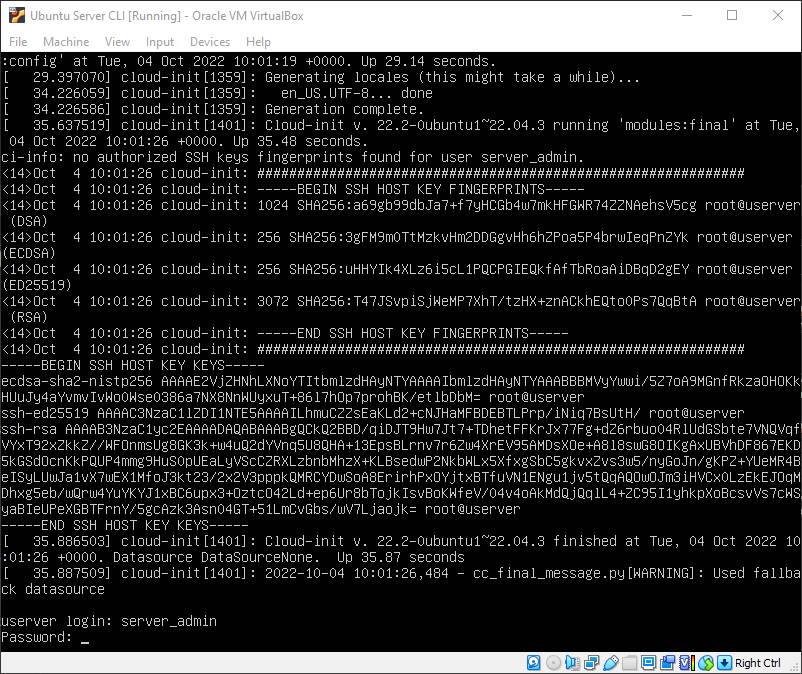 Ubuntu Server CLI [Running] - Oracle VM VirtualBox
File Machine View Input Devices Help
:config' at Tue, 04 Oct 2022 10:01:19 +0000. Up 29.14 seconds.
[   29.397070] cloud-init[1359]: Generating locales (this might take a while)...
[   34.226059] cloud-init[1359]:   en_US.UTF-8... done
[   34.226586] cloud-init[1359]: Generation complete.
[   35.637519] cloud-init[1401]: Cloud-init v. 22.2-0ubuntu1~22.04.3 running 'modules:final' at Tue,
 04 Oct 2022 10:01:26 +0000. Up 35.48 seconds.
ci-info: no authorized SSH keys fingerprints found for user server_admin.
<14>Oct  4 10:01:26 cloud-init: #############################################################
<14>Oct  4 10:01:26 cloud-init: -----BEGIN SSH HOST KEY FINGERPRINTS-----
<14>Oct  4 10:01:26 cloud-init: 1024 SHA256:a69gb99dbJa7+f7yHCGb4w7mkHFGWR74ZZNAehsV5cg root@userver
 (DSA)
<14>Oct  4 10:01:26 cloud-init: 256 SHA256:3gFM9m0TtMzkvHm2DDGgvHh6hZPoa5P4brwIeqPnZYk root@userver
(ECDSA)
<14>Oct  4 10:01:26 cloud-init: 256 SHA256:uHHYIk4XLz6i5cL1PQCPGIEQkfAfTbRoaAiDBqD2gEY root@userver
(ED25519)
<14>Oct  4 10:01:26 cloud-init: 3072 SHA256:T47JSvpiSjWeMP7XhT/tzHX+znACkhEQto0Ps7QqBtA root@userver
 (RSA)
<14>Oct  4 10:01:26 cloud-init: -----END SSH HOST KEY FINGERPRINTS-----
<14>Oct  4 10:01:26 cloud-init: #############################################################
-----BEGIN SSH HOST KEY KEYS-----
ecdsa-sha2-nistp256 AAAAE2VjZHNhLXNoYTItbmlzdHAyNTYAAAAIbmlzdHAyNTYAAABBBMVyYwwi/5Z7oA9MGnfRkzaOHOKk
HUuJy4aYvmvIvWo0Wse0386a7NX8NnWUyxuT+86l7hOp7prohBK/etlbDbM= root@userver
ssh-ed25519 AAAAC3NzaC1lZDI1NTE5AAAAILhmuCZZsEaKLd2+cNJHaMFBDEBTLPrp/iNiq7BsUtH/ root@userver
ssh-rsa AAAAB3NzaC1yc2EAAAADAQABAAABgQCkQ2BBD/qiDJT9Hw7Jt7+TDhetFFKrJx77Fg+dZ6rbuo04RlUdGSbte7VNQVqf
VYxT92xZkkZ//WFOnmsUg8GK3k+w4uQ2dYVnq5U8QHA+13EpsBLrnv7r6Zw4XrEV95AMDsXOe+A8l8swG8OIKgAxUBVhDF867EKD
5kGSdOcnKkPQUP4mmg9HuS0pUEaLyVScCZRXLzbnbMhzX+KLBsedwP2NkbWLx5XfxgSbC5gkvxZvs3w5/nyGoJn/gKPZ+YUeMR4B
eISyLUwJa1vX7wEX1MfoJ3kt23/2x2V3pppkQMRCYDwSoA8ErirhPxOYjtxBTfuVN1ENgu1jv5tQqAQOwOJm3iHVCx0LzEkEJOqM
Dhxg5eb/wQrw4YuYKYJ1xBC6upx3+OztcO42Ld+ep6Ur8bTojkIsvBoKWfeV/04v4oAkMdQjQqlL4+ZC95I1yhkpXoBcsvVs7cWS
yaBIeUPeXGBTFrnY/5gcAzk3Asn04GT+51LmCvGbs/wV7Ljaojk= root@userver
-----END SSH HOST KEY KEYS-----
[   35.886503] cloud-init[1401]: Cloud-init v. 22.2-0ubuntu1~22.04.3 finished at Tue, 04 Oct 2022 10
:01:26 +0000. Datasource DataSourceNone.  Up 35.87 seconds
[   35.887509] cloud-init[1401]: 2022-10-04 10:01:26,484 - cc_final_message.py[WARNING]: Used fallba
ck datasource
userver login: server_admin
Password: _
Right Ctrl